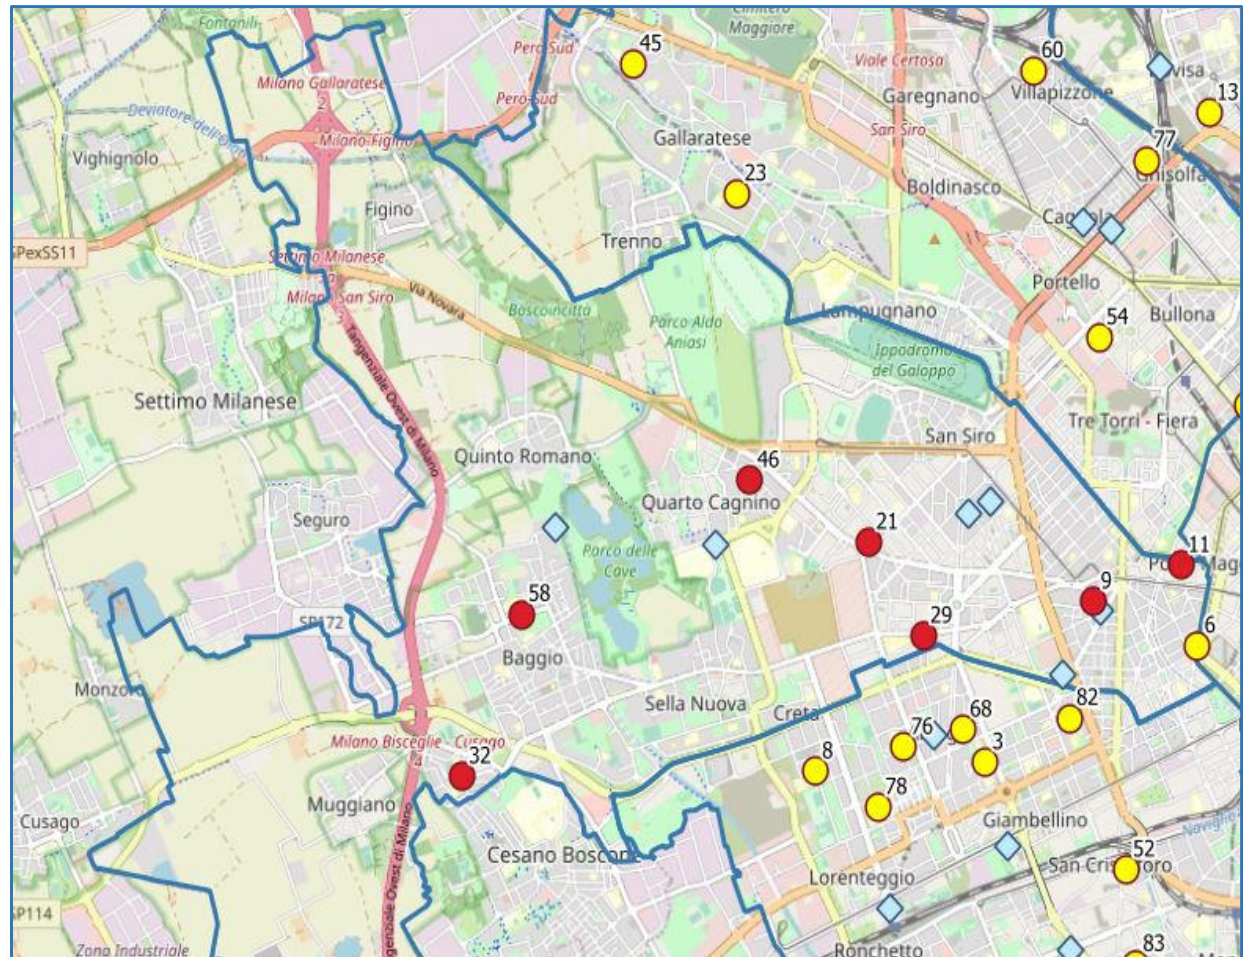 Fontanili
Cimitero
Maggiore
45
Pero Sud
60
Viale Certosa
Bovisa
Milano Gallaratese
2
Pero Sud
Garegnano
Villapizzone
13
Deviatore dell'Olona
Milano-Figino
Gallaratese
San Siro
77
Vighignolo
23
Ghisolfa
Boldinasco
Figino
Cagnola
Trenno
SPexSS11
Settimo Milanese
Milano San Siro
Via Novara
Boscoincittà
Portello
Lampugnano
54
Bullona
Parco Aldo
Aniasi
Tangenziale Ovest di Milano
Ippodromo
del Galoppo
Settimo Milanese
Tre Torri - Fiera
San Siro
Quinto Romano
46
Quarto Cagnino
Seguro
21
Parco delle
Cave
11
58
9
SP172
29
6
Baggio
Monzoro
Sella Nuova
Creta
82
68
76
Milano Bisceglie - Cusago
4
32
8
3
78
Muggiano
Cusago
Giambellino
Naviglio
Cesano Boscone
52
San Cristoforo
Lorenteggio
Tangenziale Ovest di Milano
SP114
Zona Industriale
Ronchetto
83